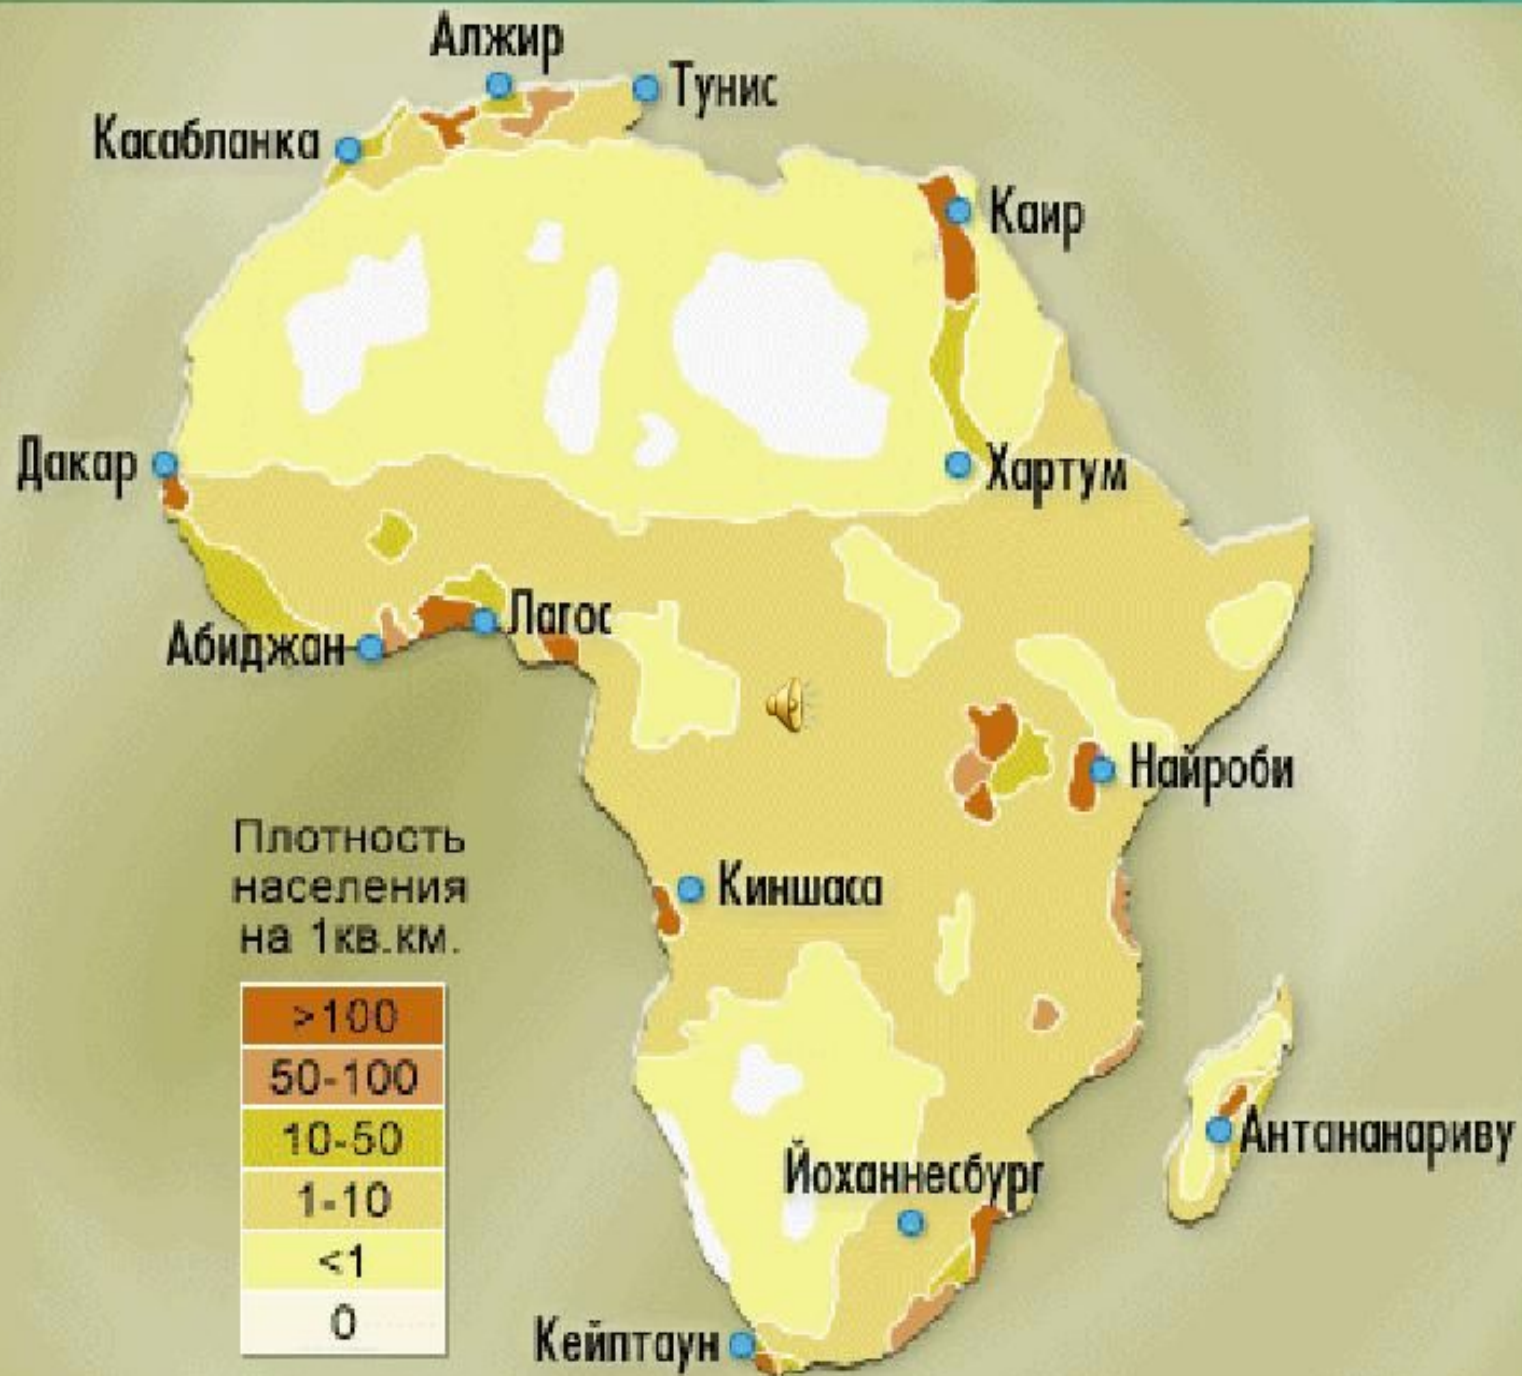 Алжир
Тунис
Касабланка
Каир
Дакар
Хартум
Лагос
Абиджан
Найроби
Плотность
населения
на 1кв.км.
Киншаса
>100
50-100
10-50
1-10
<1
0
Антананариву
Йоханнесбург
Кейптаун